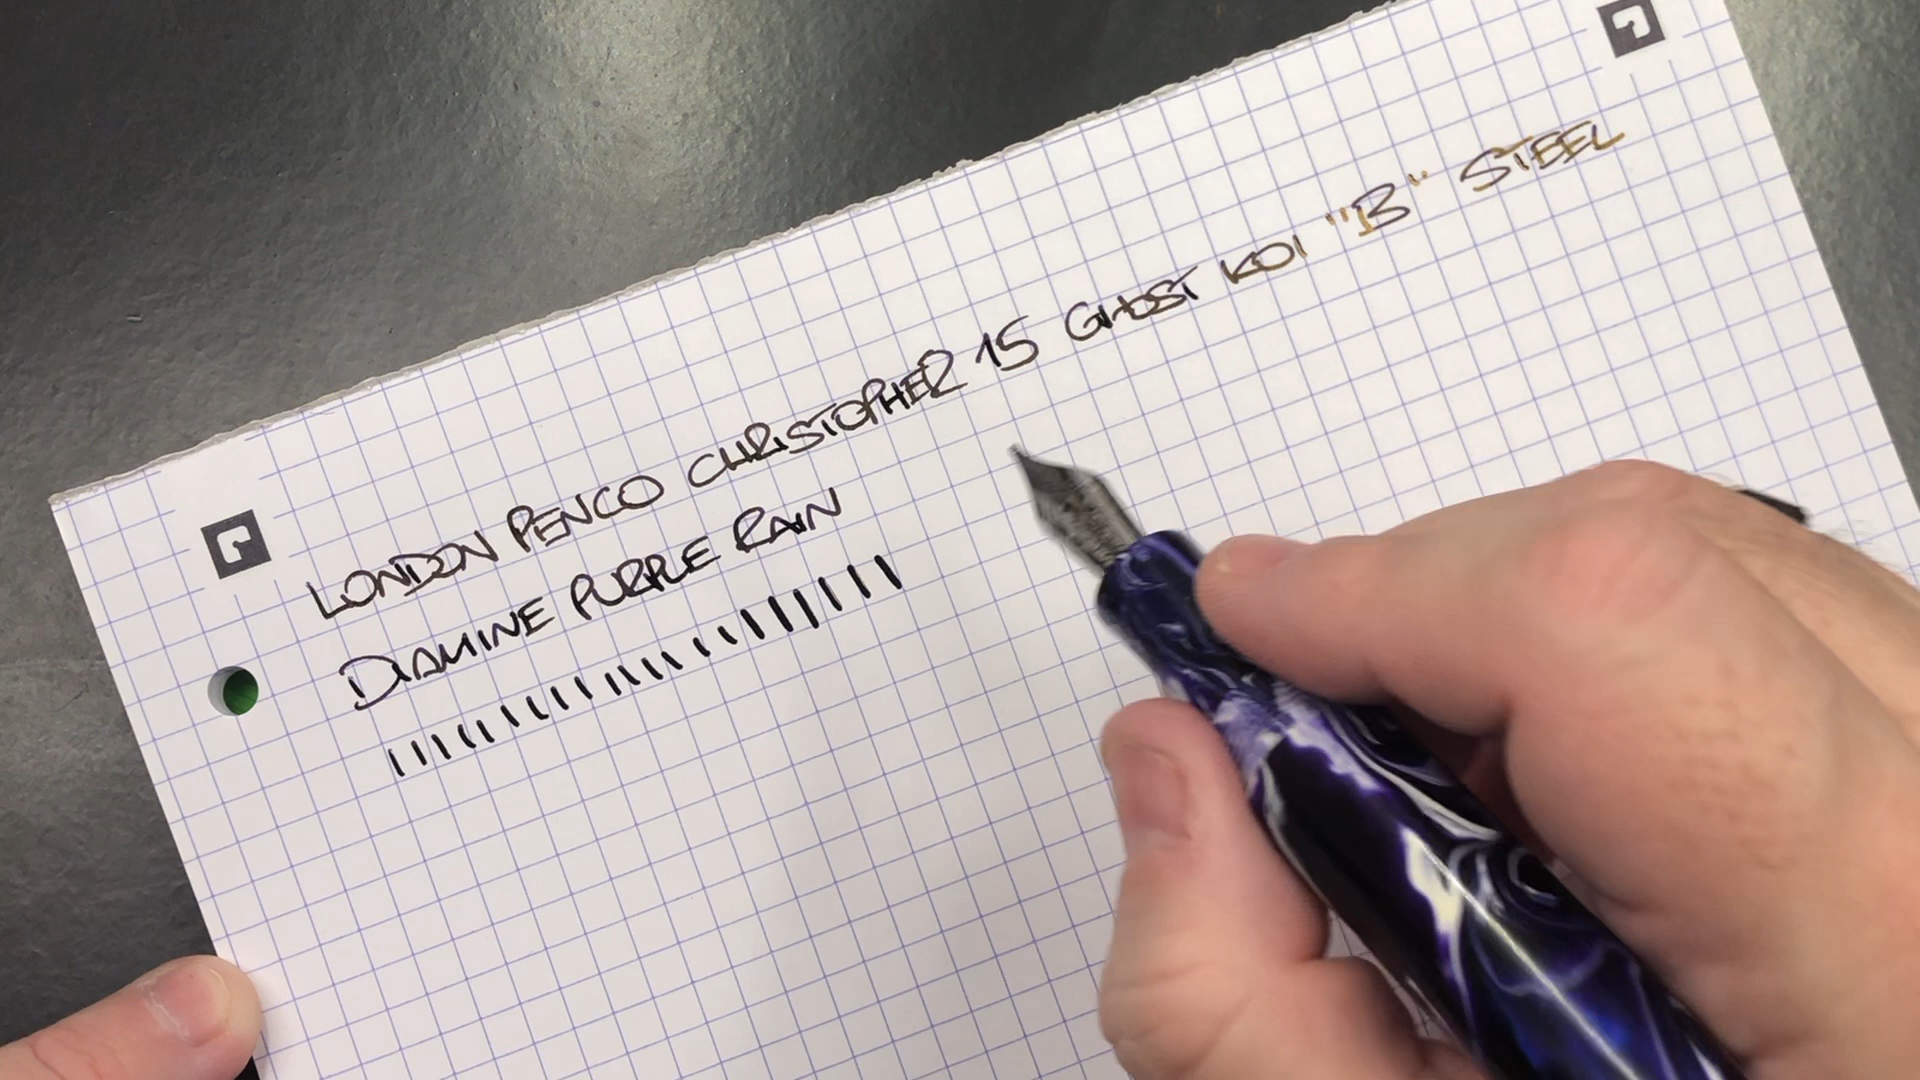 LONDON PENCO CHRISTOPHER 15 GHOST KOI "B" STEEL
DIAMINE PURPLE RAIN